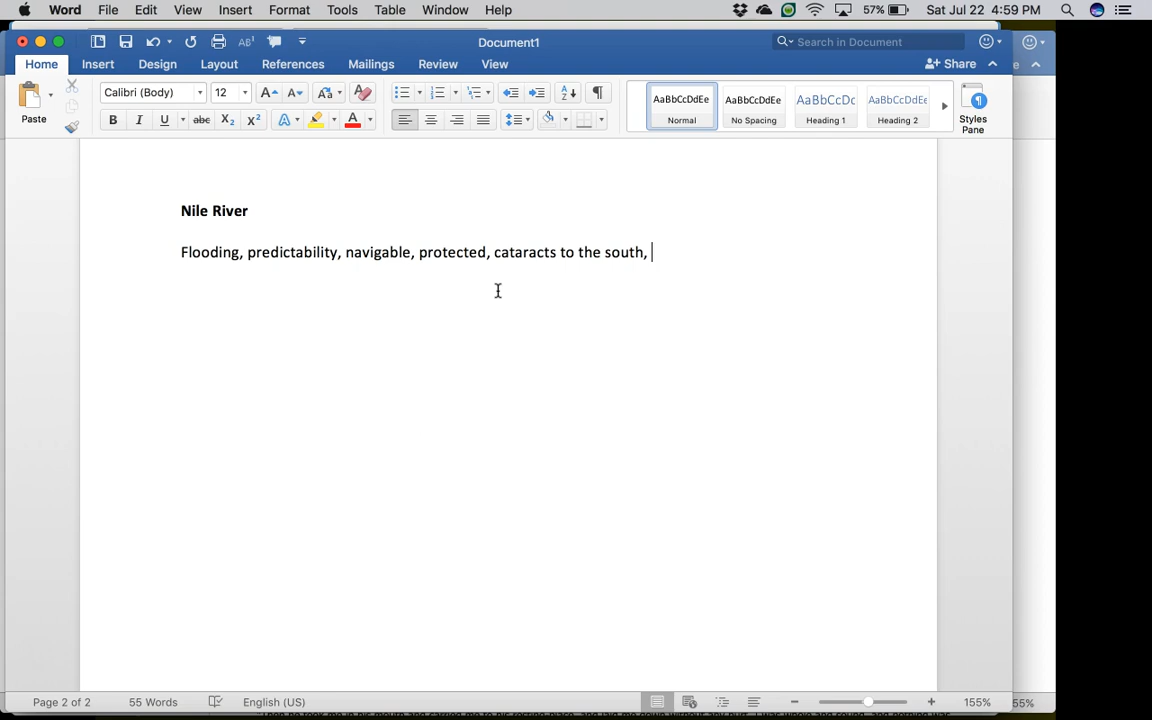 Word File Edit View Insert Format Tools Table Window Help 57% Sat Jul 22 4:59 PM
Document1 Search in Document
Home Insert Design Layout References Mailings Review View Share
Paste Calibri (Body) 12 AaBbCcDdEe AaBbCcDdEe AaBbCcDc AaBbCcDdEe Styles Pane
Normal No Spacing Heading 1 Heading 2
Nile River
Flooding, predictability, navigable, protected, cataracts to the south,
Page 2 of 2 55 Words English (US) 155% 55%